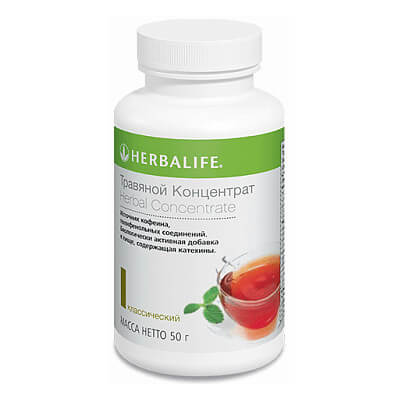 HERBALIFE®
Травяной Концентрат
Herbal Concentrate
Источник кофеина,
полифенольных соединений.
Биологически активная добавка
к пище, содержащая катехины.
классический
МАССА НЕТТО 50 г